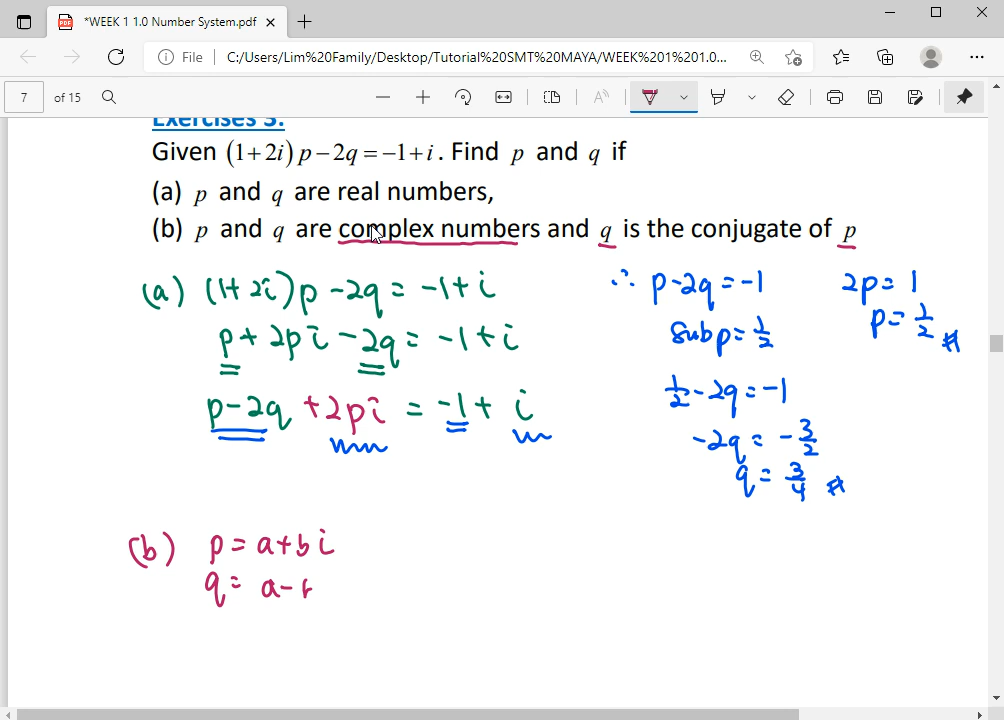 *WEEK 1 1.0 Number System.pdf
File C:/Users/Lim%20Family/Desktop/Tutorial%20SMT%20MAYA/WEEK%201%201.0...
7 of 15
Exercises 3:
Given (1+2i)p−2q=−1+i. Find p and q if
(a) p and q are real numbers,
(b) p and q are complex numbers and q is the conjugate of p
(a) (1+2i)p −2q = −1+i
p + 2pi − 2q = −1+i
p−2q +2pi = −1+ i
∴ p−2q = −1
sub p = 1/2
1/2 − 2q = −1
−2q = −3/2
q = 3/4 #
2p = 1
p = 1/2 #
(b) p = a+bi
q = a−